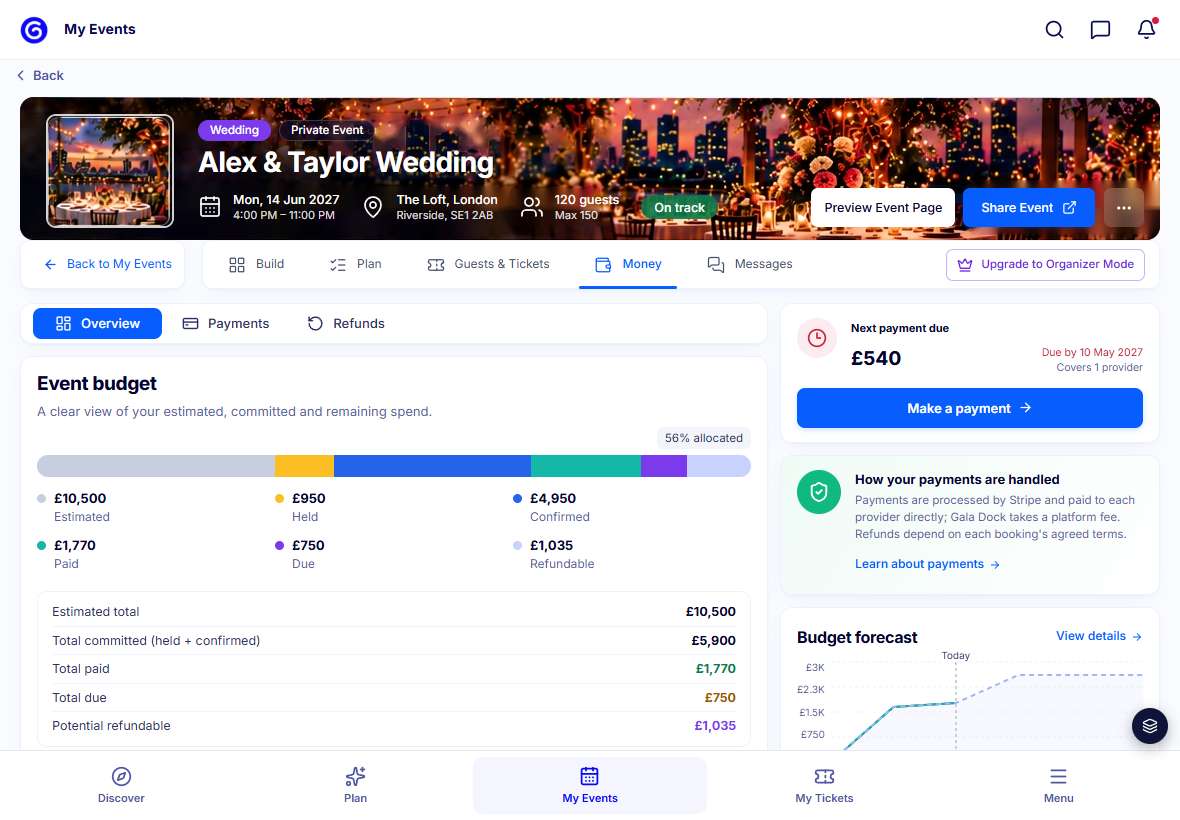 My Events
Back
Wedding
Private Event
Alex & Taylor Wedding
Mon, 14 Jun 2027
4:00 PM – 11:00 PM
The Loft, London
Riverside, SE1 2AB
120 guests
Max 150
On track
Preview Event Page
Share Event
Back to My Events
Build
Plan
Guests & Tickets
Money
Messages
Upgrade to Organizer Mode
Overview
Payments
Refunds
Event budget
A clear view of your estimated, committed and remaining spend.
56% allocated
£10,500
Estimated
£950
Held
£4,950
Confirmed
£1,770
Paid
£750
Due
£1,035
Refundable
Estimated total £10,500
Total committed (held + confirmed) £5,900
Total paid £1,770
Total due £750
Potential refundable £1,035
Next payment due
£540
Due by 10 May 2027
Covers 1 provider
Make a payment
How your payments are handled
Payments are processed by Stripe and paid to each
provider directly; Gala Dock takes a platform fee.
Refunds depend on each booking's agreed terms.
Learn about payments
Budget forecast
View details
Today
£3K
£2.3K
£1.5K
£750
Discover
Plan
My Events
My Tickets
Menu